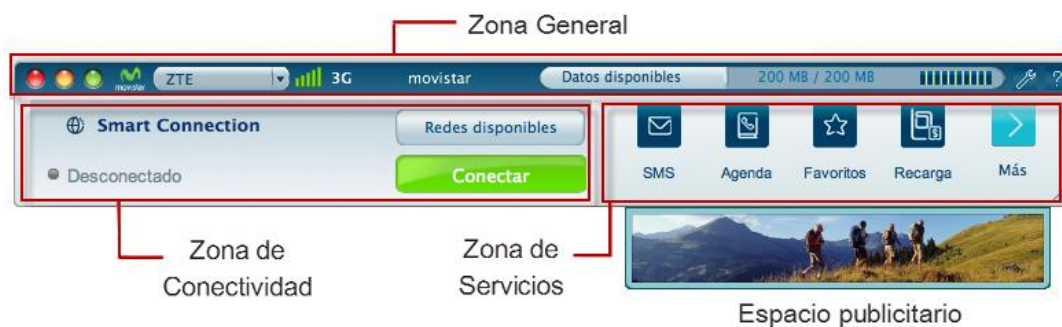 Zona General
movistar ZTE 3G movistar Datos disponibles 200 MB / 200 MB ?
Smart Connection Redes disponibles
Desconectado Conectar
SMS Agenda Favoritos Recarga Más
Zona de
Conectividad
Zona de
Servicios
Espacio publicitario